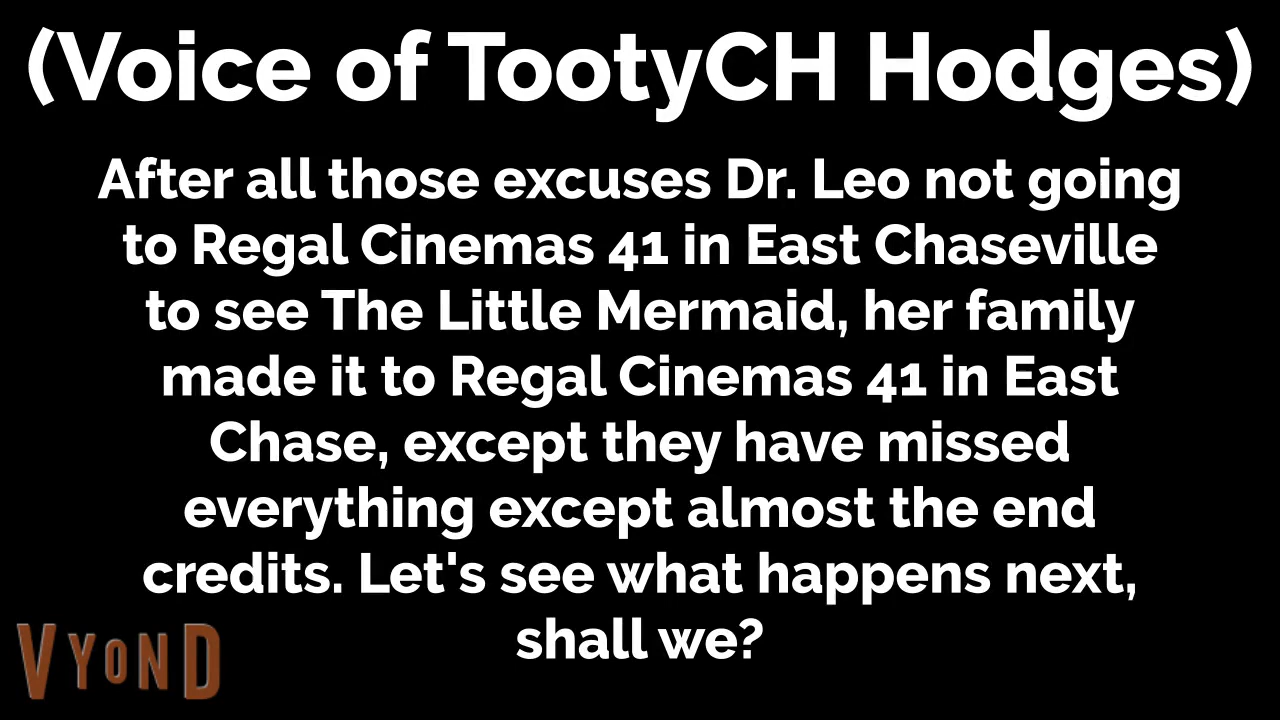 (Voice of TootyCH Hodges)
After all those excuses Dr. Leo not going
to Regal Cinemas 41 in East Chaseville
to see The Little Mermaid, her family
made it to Regal Cinemas 41 in East
Chase, except they have missed
everything except almost the end
credits. Let's see what happens next,
shall we?
VYOND